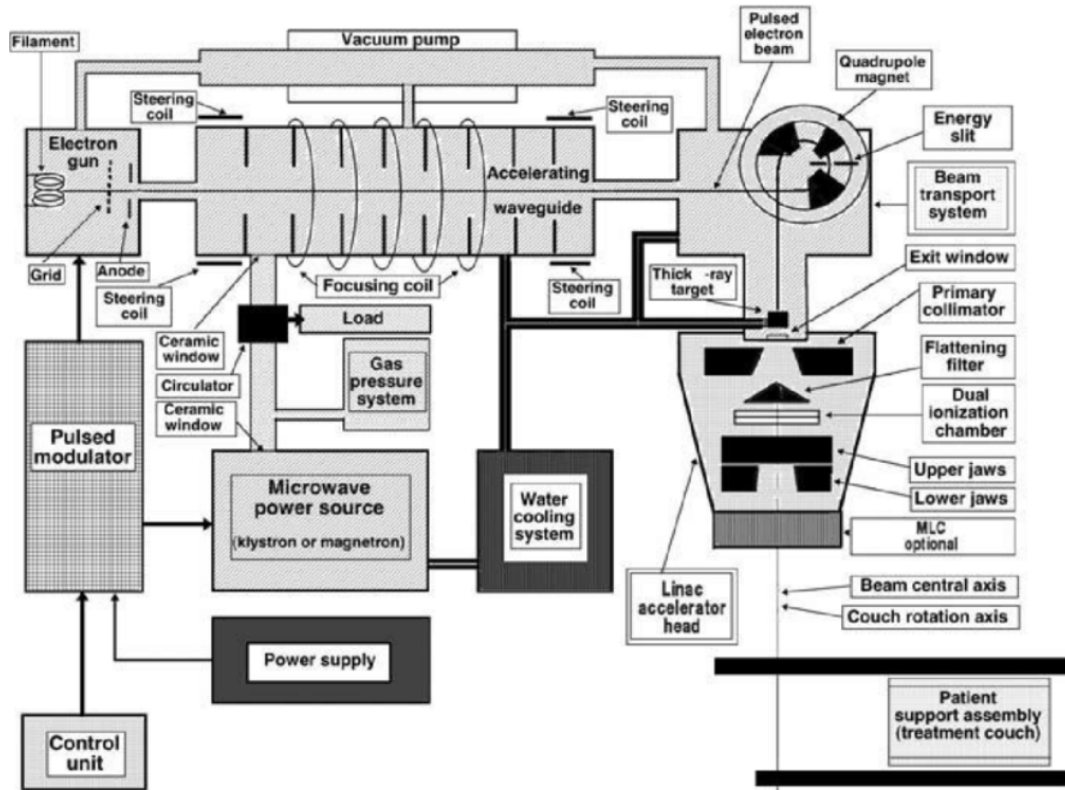 Filament
Vacuum pump
Pulsed
electron
beam
Quadrupole
magnet
Steering
coil
Steering
coil
Energy
slit
Electron
gun
Accelerating
waveguide
Beam
transport
system
Grid
Anode
Steering
coil
Focusing coil
Steering
coil
Thick -ray
target
Exit window
Primary
collimator
Ceramic
window
Load
Circulator
Gas
pressure
system
Flattening
filter
Ceramic
window
Dual
ionization
chamber
Pulsed
modulator
Microwave
power source
(klystron or magnetron)
Water
cooling
system
Upper jaws
Lower jaws
MLC
optional
Linac
accelerator
head
Beam central axis
Couch rotation axis
Power supply
Control
unit
Patient
support assembly
(treatment couch)